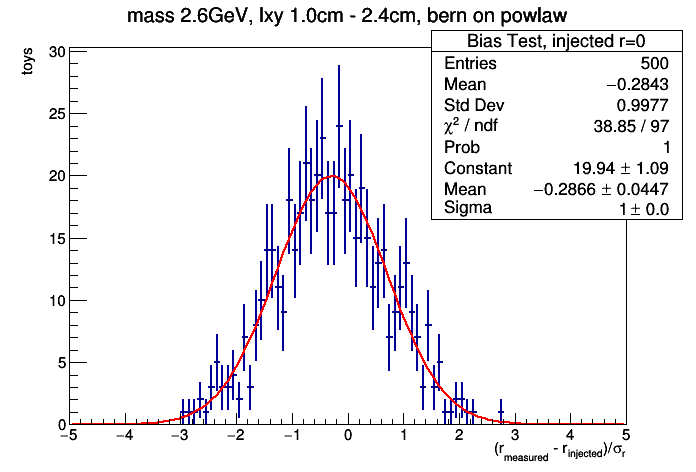 mass 2.6GeV, lxy 1.0cm - 2.4cm, bern on powlaw
Bias Test, injected r=0
Entries 500
Mean −0.2843
Std Dev 0.9977
χ² / ndf 38.85 / 97
Prob 1
Constant 19.94 ± 1.09
Mean −0.2866 ± 0.0447
Sigma 1 ± 0.0
toys
30
25
20
15
10
5
0
−5 −4 −3 −2 −1 0 1 2 3 4 5
(r_measured - r_injected)/σ_r